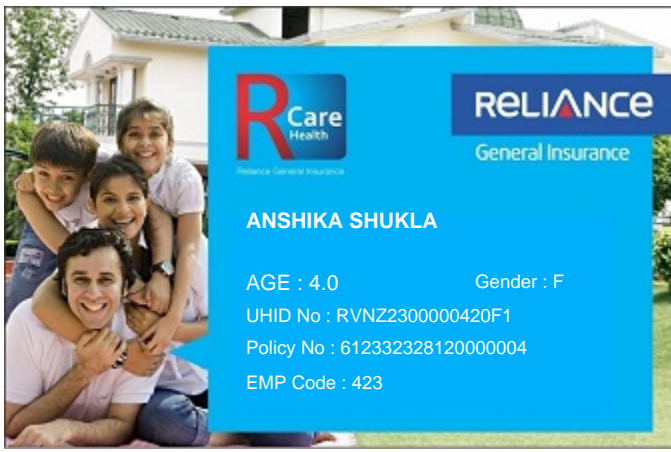 R Care
Health
Reliance General Insurance
RELIANCE
General Insurance
ANSHIKA SHUKLA
AGE : 4.0 Gender : F
UHID No : RVNZ2300000420F1
Policy No : 612332328120000004
EMP Code : 423